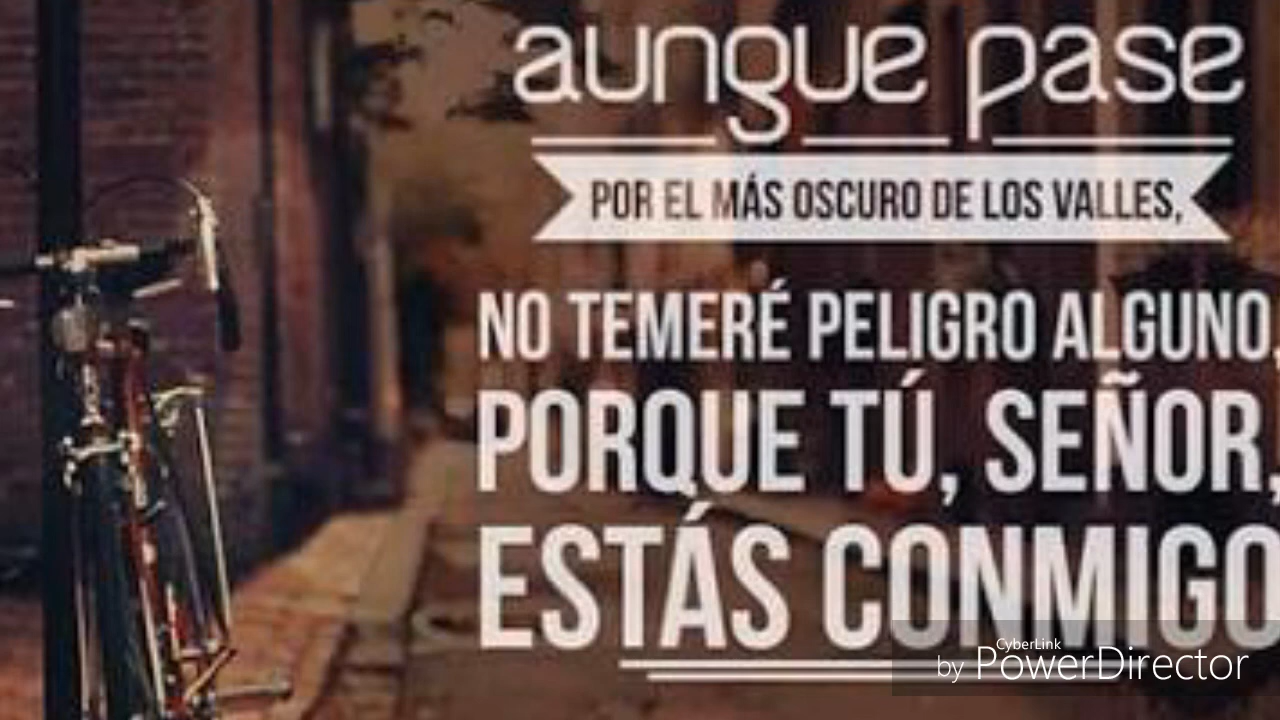 aunque pase
POR EL MÁS OSCURO DE LOS VALLES,
NO TEMERÉ PELIGRO ALGUNO,
PORQUE TÚ, SEÑOR,
ESTÁS CONMIGO
CyberLink
by PowerDirector